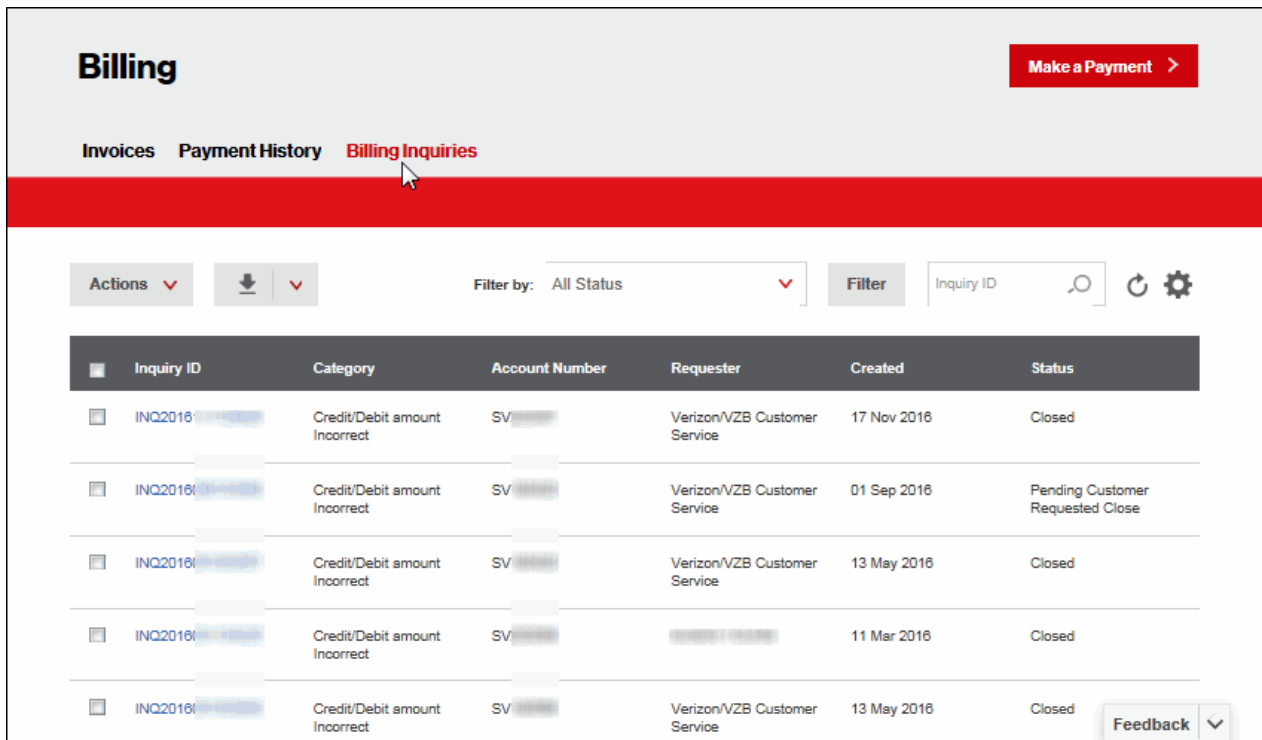 Billing
Make a Payment
Invoices Payment History Billing Inquiries
Actions Filter by: All Status Filter Inquiry ID
Inquiry ID Category Account Number Requester Created Status
INQ2016 Credit/Debit amount SV Verizon/VZB Customer 17 Nov 2016 Closed
Incorrect Service
INQ2016 Credit/Debit amount SV Verizon/VZB Customer 01 Sep 2016 Pending Customer
Incorrect Service Requested Close
INQ2016 Credit/Debit amount SV Verizon/VZB Customer 13 May 2016 Closed
Incorrect Service
INQ2016 Credit/Debit amount SV 11 Mar 2016 Closed
Incorrect
INQ2016 Credit/Debit amount SV Verizon/VZB Customer 13 May 2016 Closed
Incorrect Service
Feedback